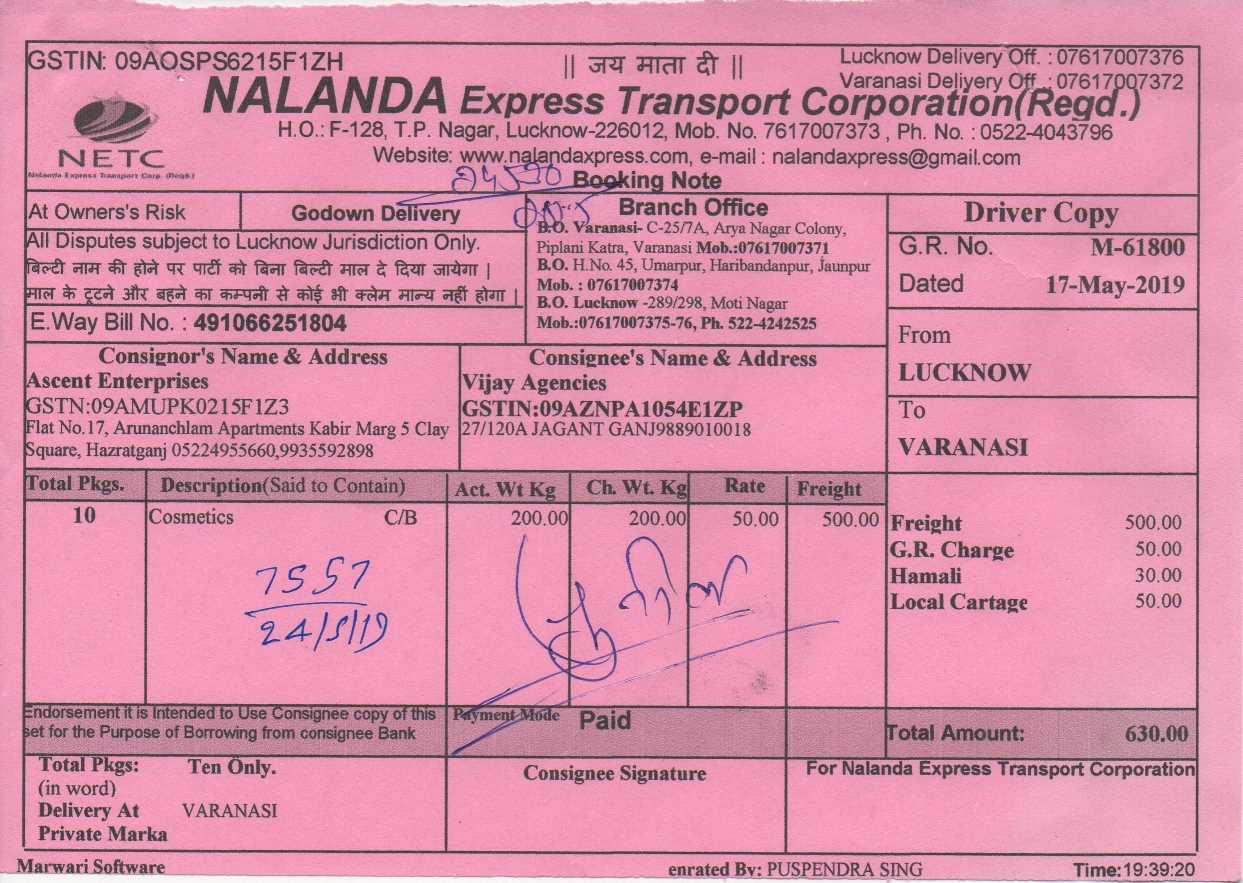 GSTIN: 09AOSPS6215F1ZH
|| जय माता दी ||
Lucknow Delivery Off. : 07617007376
Varanasi Delivery Off. : 07617007372
NALANDA Express Transport Corporation(Regd.)
H.O.: F-128, T.P. Nagar, Lucknow-226012, Mob. No. 7617007373 , Ph. No. : 0522-4043796
NETC
Nalanda Express Transport Corp. (Regd.)
Website: www.nalandaxpress.com, e-mail : nalandaxpress@gmail.com
Booking Note
At Owners's Risk
Godown Delivery
All Disputes subject to Lucknow Jurisdiction Only.
बिल्टी नाम की होने पर पार्टी को बिना बिल्टी माल दे दिया जायेगा |
माल के टूटने और बहने का कम्पनी से कोई भी क्लेम मान्य नहीं होगा |
E.Way Bill No. : 491066251804
Branch Office
B.O. Varanasi- C-25/7A, Arya Nagar Colony,
Piplani Katra, Varanasi Mob.:07617007371
B.O. H.No. 45, Umarpur, Haribandanpur, Jaunpur
Mob. : 07617007374
B.O. Lucknow -289/298, Moti Nagar
Mob.:07617007375-76, Ph. 522-4242525
Driver Copy
G.R. No. M-61800
Dated 17-May-2019
From
LUCKNOW
To
VARANASI
Consignor's Name & Address
Ascent Enterprises
GSTN:09AMUPK0215F1Z3
Flat No.17, Arunanchlam Apartments Kabir Marg 5 Clay
Square, Hazratganj 05224955660,9935592898
Consignee's Name & Address
Vijay Agencies
GSTIN:09AZNPA1054E1ZP
27/120A JAGANT GANJ9889010018
Total Pkgs. Description(Said to Contain) Act. Wt Kg Ch. Wt. Kg Rate Freight
10 Cosmetics C/B 200.00 200.00 50.00 500.00
7557
24/5/19
Freight 500.00
G.R. Charge 50.00
Hamali 30.00
Local Cartage 50.00
Endorsement it is Intended to Use Consignee copy of this
set for the Purpose of Borrowing from consignee Bank
Payment Mode Paid
Total Amount: 630.00
Total Pkgs: Ten Only.
(in word)
Delivery At VARANASI
Private Marka
Consignee Signature
For Nalanda Express Transport Corporation
Marwari Software
enrated By: PUSPENDRA SING
Time:19:39:20